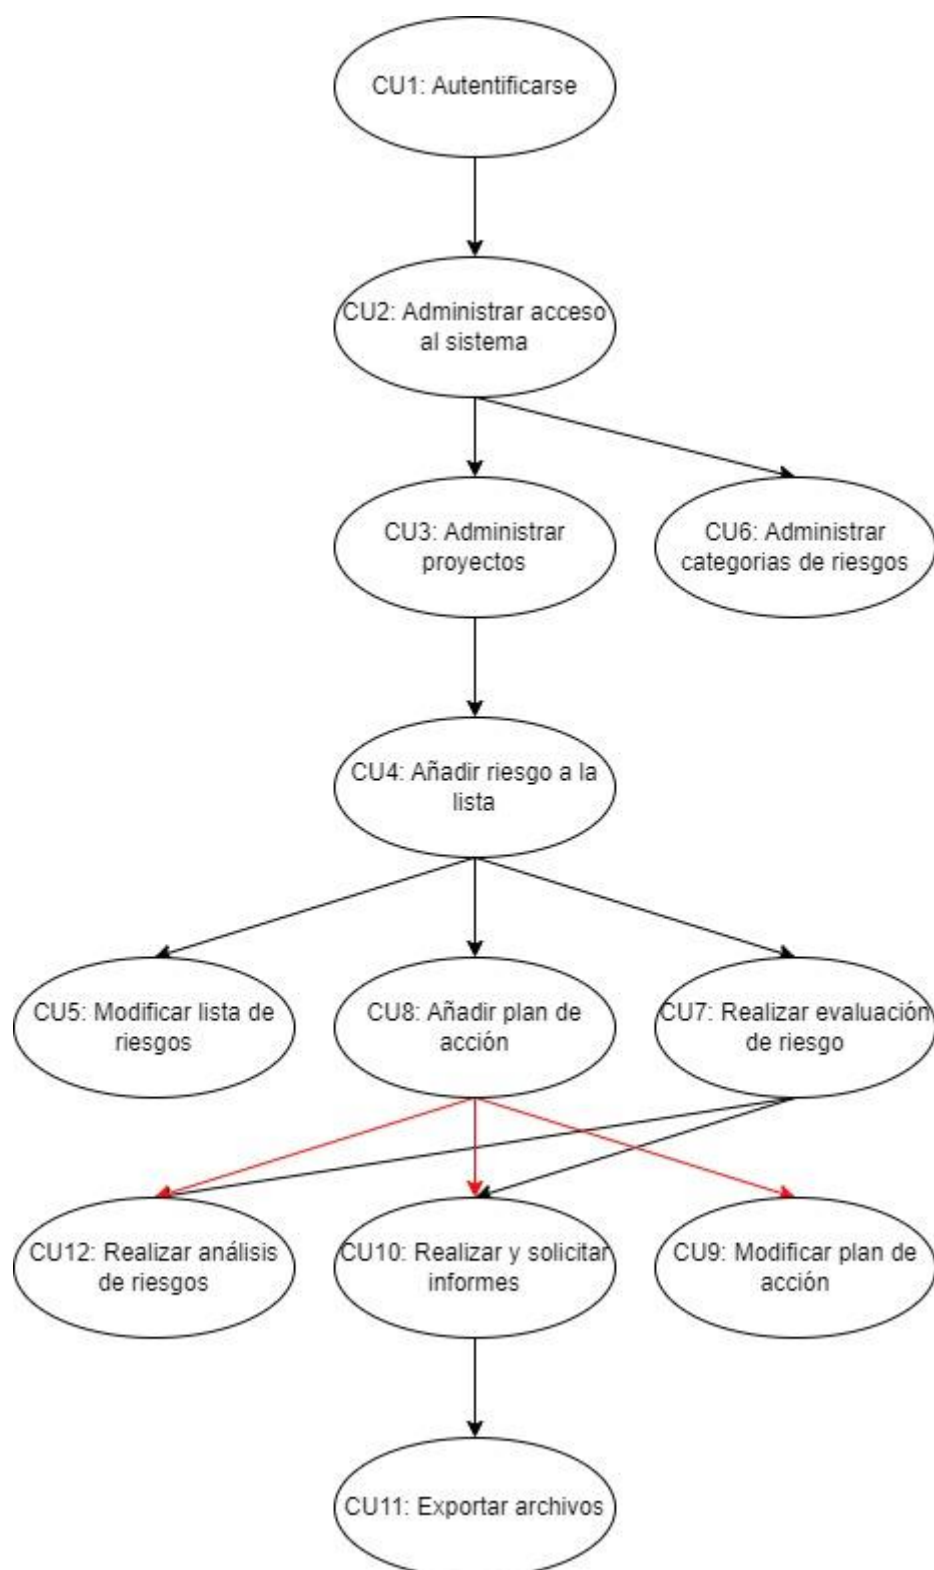 CU1: Autentificarse
CU2: Administrar acceso
al sistema
CU3: Administrar
proyectos
CU6: Administrar
categorias de riesgos
CU4: Añadir riesgo a la
lista
CU5: Modificar lista de
riesgos
CU8: Añadir plan de
acción
CU7: Realizar evaluación
de riesgo
CU12: Realizar análisis
de riesgos
CU10: Realizar y solicitar
informes
CU9: Modificar plan de
acción
CU11: Exportar archivos